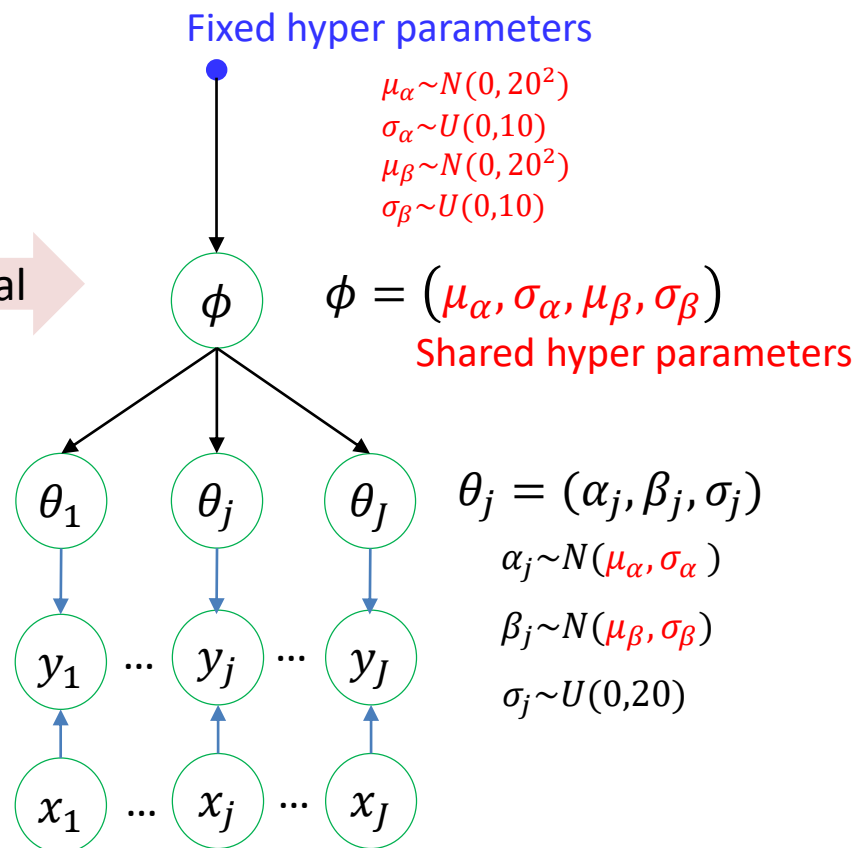 Fixed hyper parameters
μ_α~N(0, 20²)
σ_α~U(0,10)
μ_β~N(0, 20²)
σ_β~U(0,10)
al
ϕ
ϕ = (μ_α, σ_α, μ_β, σ_β)
Shared hyper parameters
θ_1 θ_j θ_J
θ_j = (α_j, β_j, σ_j)
α_j~N(μ_α, σ_α )
β_j~N(μ_β, σ_β)
σ_j~U(0,20)
y_1 ... y_j ... y_J
x_1 ... x_j ... x_J